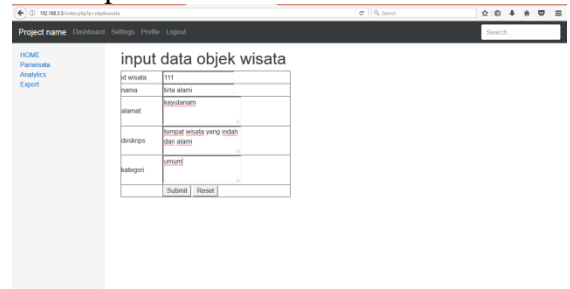 192.168.3.5/index.php?p=objekwisata
Search
Project name Dashboard Settings Profile Logout
Search...
HOME
Pariwisata
Analytics
Export
input data objek wisata
id wisata 111
nama tirta alami
alamat kayutanam
deskrips tempat wisata yang indah
dan alami
kategori umum
Submit Reset